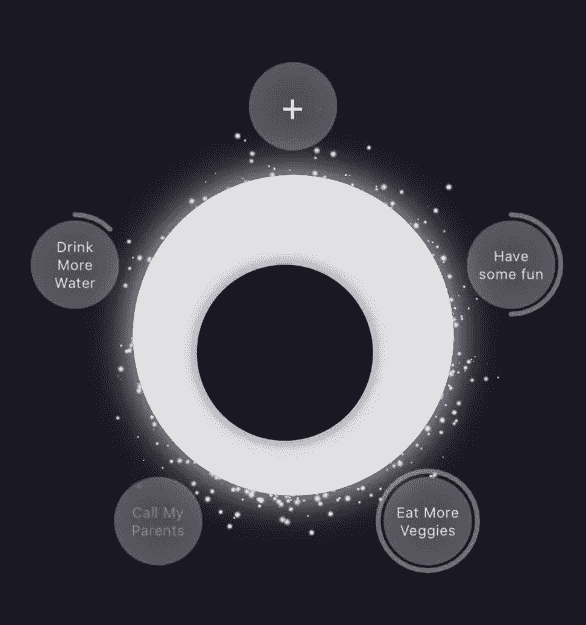 +
Drink
More
Water
Have
some fun
Call My
Parents
Eat More
Veggies